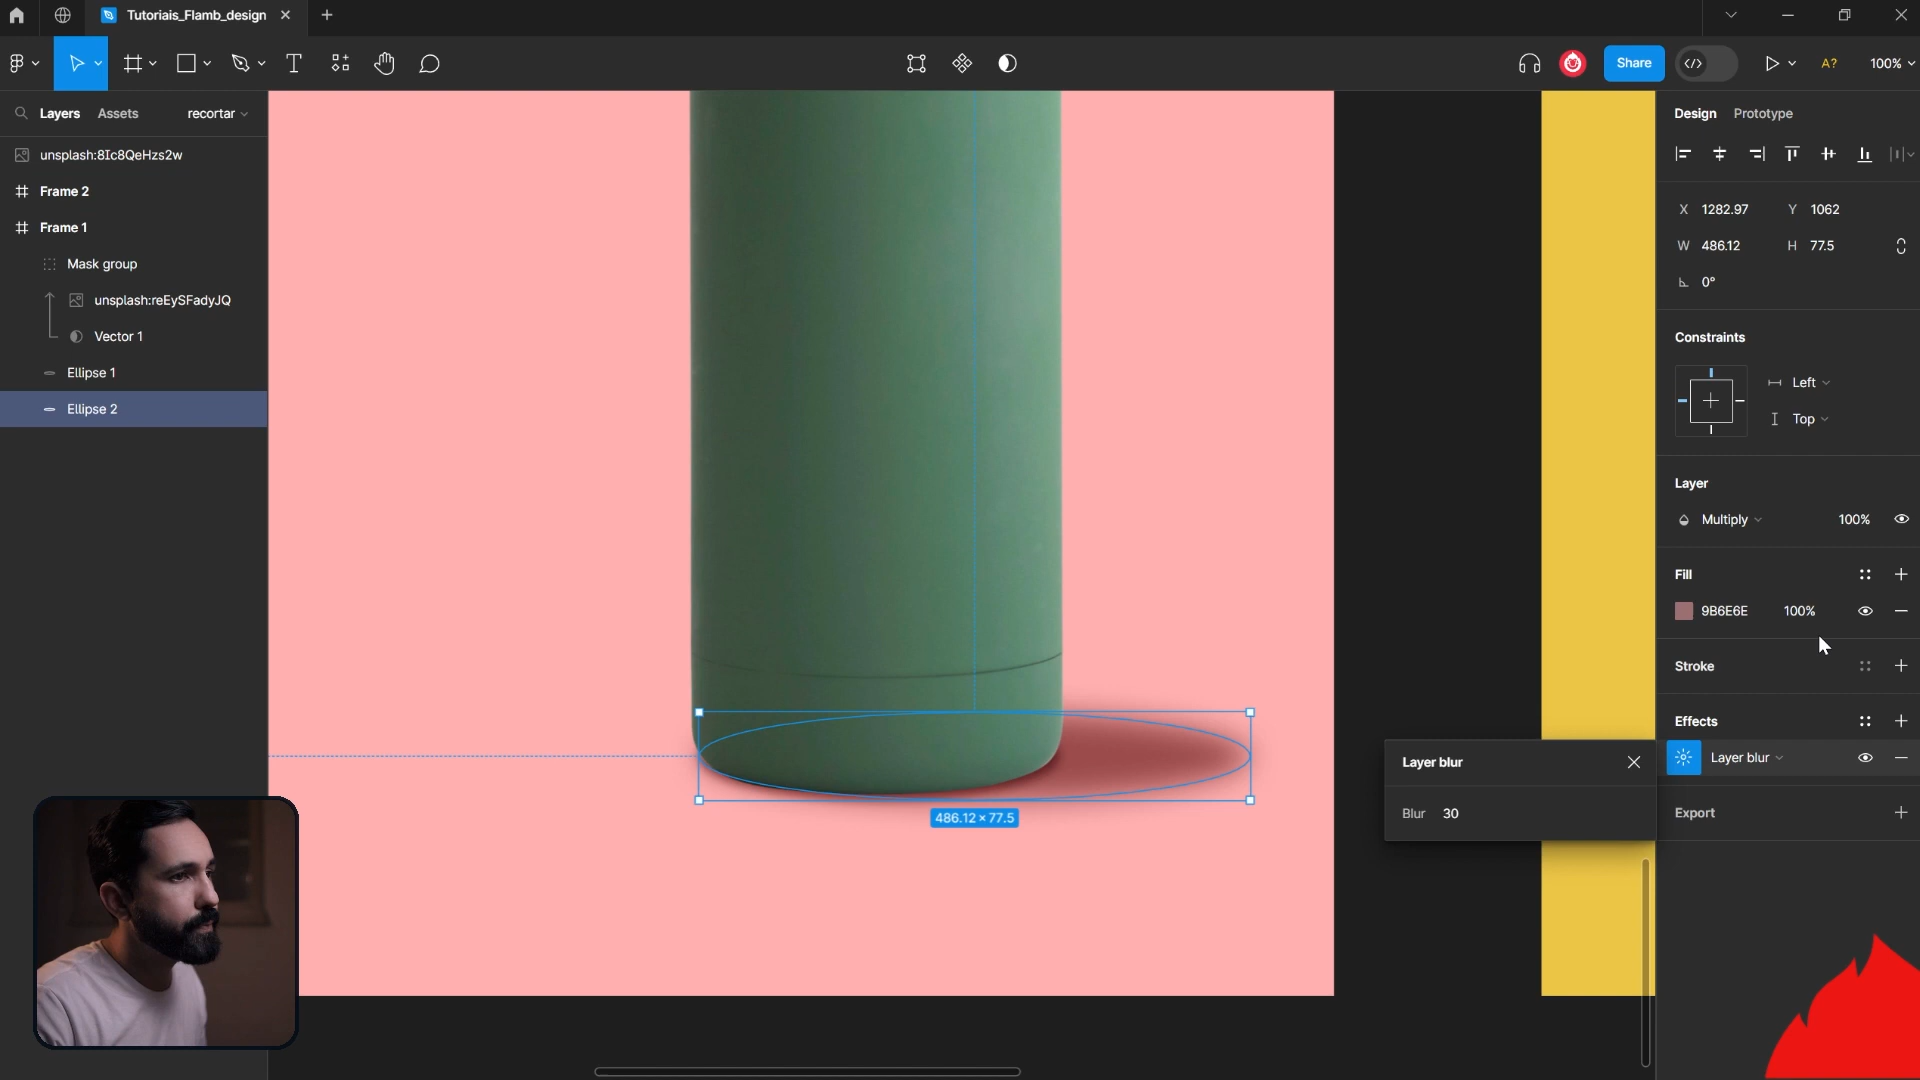 Tutoriais_Flamb_design
Share
A?
100%
Layers
Assets
recortar
Design
Prototype
unsplash:8Ic8QeHzs2w
Frame 2
Frame 1
Mask group
unsplash:reEySFadyJQ
Vector 1
Ellipse 1
Ellipse 2
X 1282.97 Y 1062
W 486.12 H 77.5
0°
Constraints
Left
Top
Layer
Multiply 100%
Fill
9B6E6E 100%
Stroke
Effects
Layer blur
Export
Layer blur
Blur 30
486.12 × 77.5